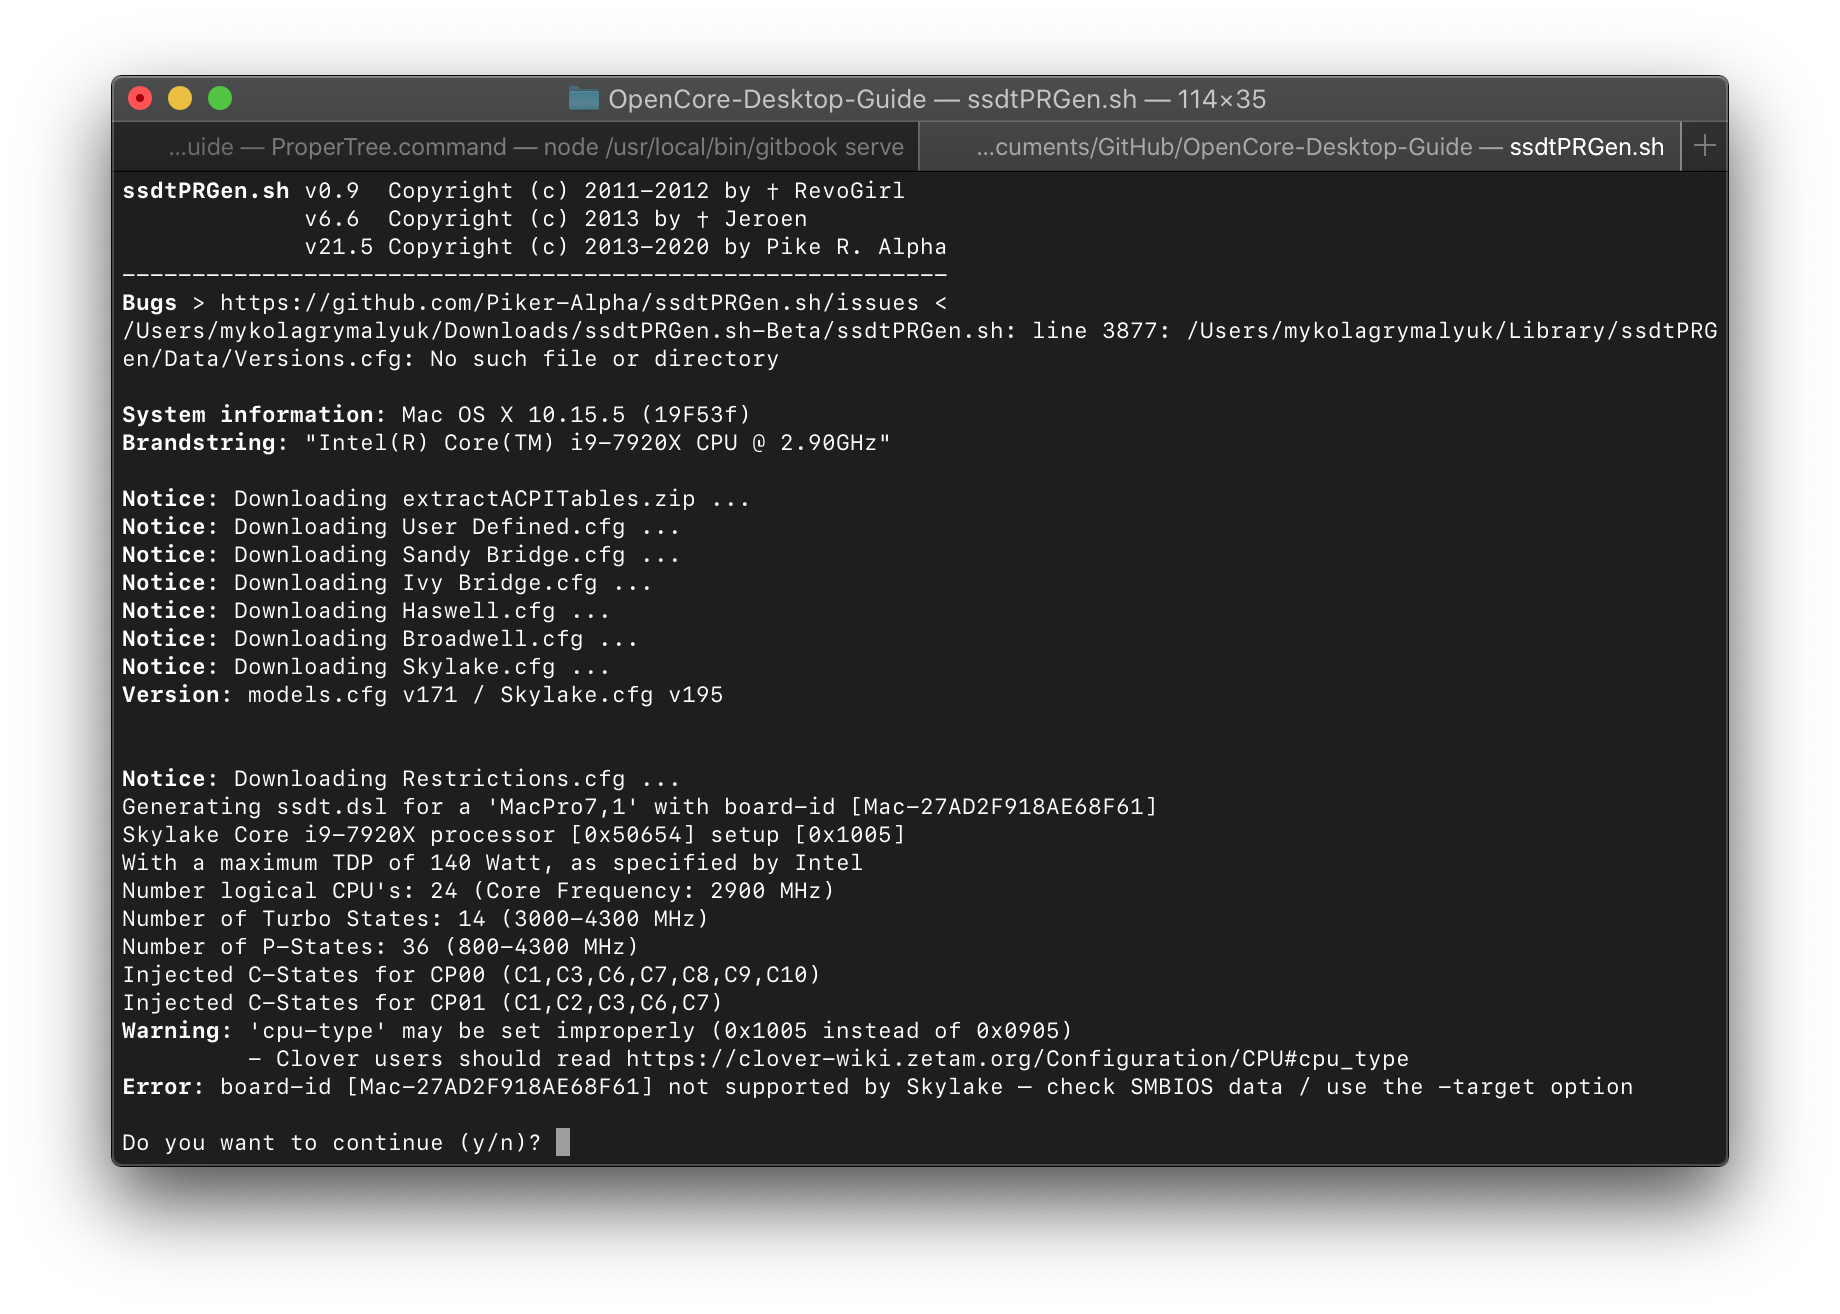 OpenCore-Desktop-Guide — ssdtPRGen.sh — 114×35
...uide — ProperTree.command — node /usr/local/bin/gitbook serve
...cuments/GitHub/OpenCore-Desktop-Guide — ssdtPRGen.sh
ssdtPRGen.sh v0.9  Copyright (c) 2011-2012 by † RevoGirl
v6.6  Copyright (c) 2013 by † Jeroen
v21.5 Copyright (c) 2013-2020 by Pike R. Alpha
-----------------------------------------------------------
Bugs > https://github.com/Piker-Alpha/ssdtPRGen.sh/issues <
/Users/mykolagrymalyuk/Downloads/ssdtPRGen.sh-Beta/ssdtPRGen.sh: line 3877: /Users/mykolagrymalyuk/Library/ssdtPRG
en/Data/Versions.cfg: No such file or directory
System information: Mac OS X 10.15.5 (19F53f)
Brandstring: "Intel(R) Core(TM) i9-7920X CPU @ 2.90GHz"
Notice: Downloading extractACPITables.zip ...
Notice: Downloading User Defined.cfg ...
Notice: Downloading Sandy Bridge.cfg ...
Notice: Downloading Ivy Bridge.cfg ...
Notice: Downloading Haswell.cfg ...
Notice: Downloading Broadwell.cfg ...
Notice: Downloading Skylake.cfg ...
Version: models.cfg v171 / Skylake.cfg v195
Notice: Downloading Restrictions.cfg ...
Generating ssdt.dsl for a 'MacPro7,1' with board-id [Mac-27AD2F918AE68F61]
Skylake Core i9-7920X processor [0x50654] setup [0x1005]
With a maximum TDP of 140 Watt, as specified by Intel
Number logical CPU's: 24 (Core Frequency: 2900 MHz)
Number of Turbo States: 14 (3000-4300 MHz)
Number of P-States: 36 (800-4300 MHz)
Injected C-States for CP00 (C1,C3,C6,C7,C8,C9,C10)
Injected C-States for CP01 (C1,C2,C3,C6,C7)
Warning: 'cpu-type' may be set improperly (0x1005 instead of 0x0905)
- Clover users should read https://clover-wiki.zetam.org/Configuration/CPU#cpu_type
Error: board-id [Mac-27AD2F918AE68F61] not supported by Skylake – check SMBIOS data / use the -target option
Do you want to continue (y/n)?